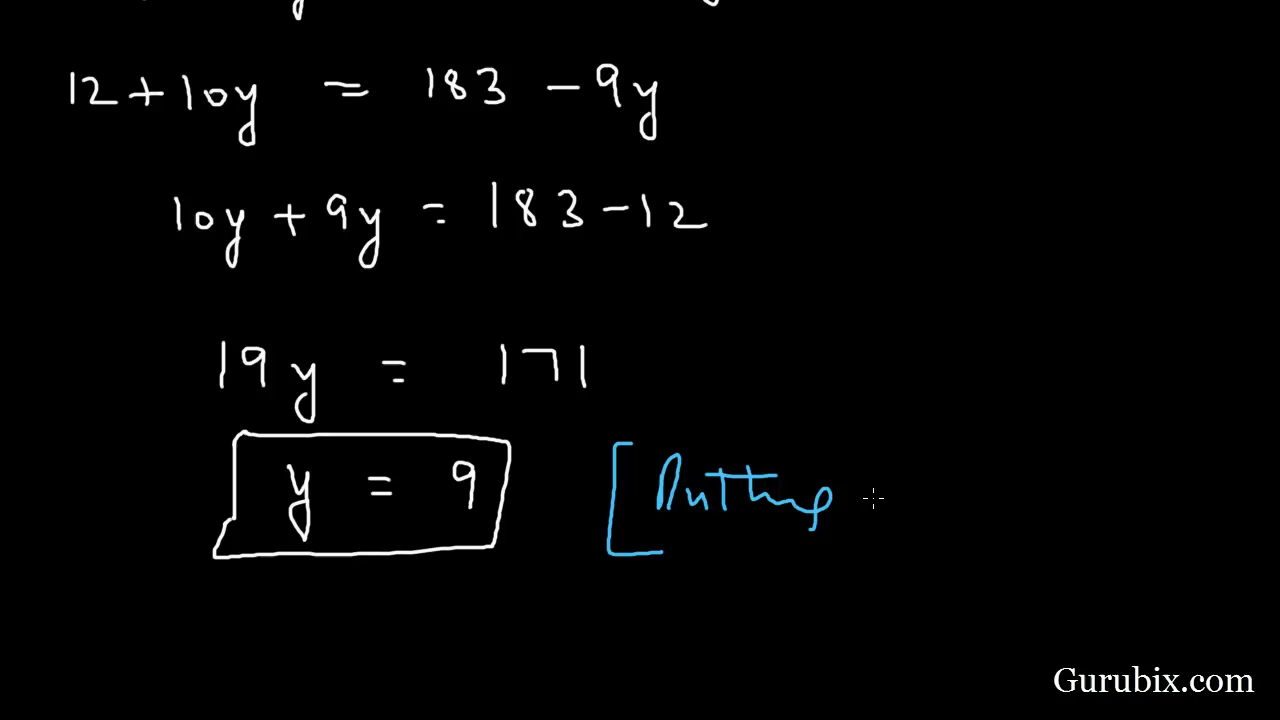 12 + 10y = 183 - 9y
10y + 9y = 183 - 12
19y = 171
y = 9 [Putting
Gurubix.com